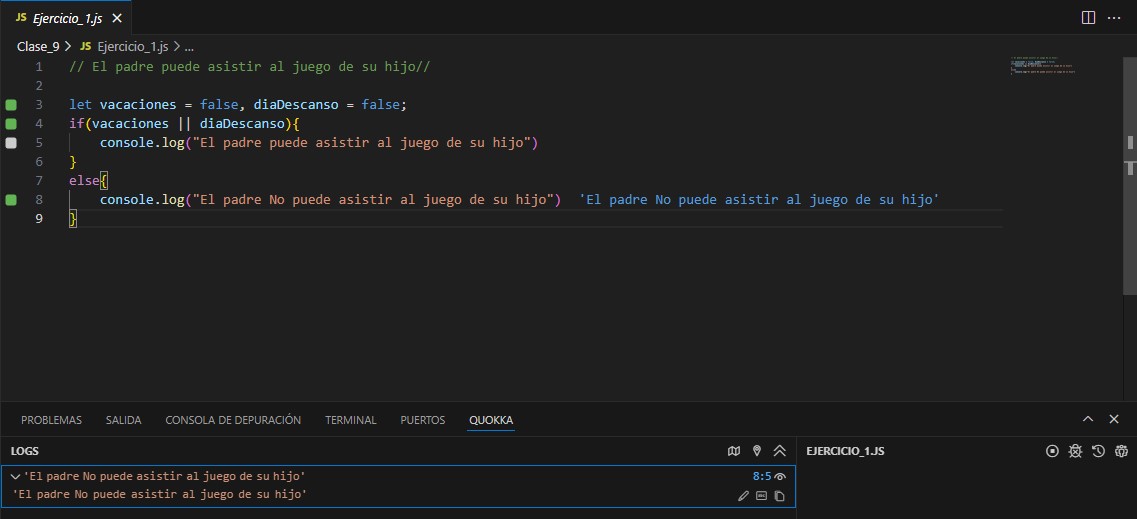 JS Ejercicio_1.js
Clase_9 > JS Ejercicio_1.js > ...
1 // El padre puede asistir al juego de su hijo//
2
3 let vacaciones = false, diaDescanso = false;
4 if(vacaciones || diaDescanso){
5 console.log("El padre puede asistir al juego de su hijo")
6 }
7 else{
8 console.log("El padre No puede asistir al juego de su hijo") 'El padre No puede asistir al juego de su hijo'
9 }
PROBLEMAS SALIDA CONSOLA DE DEPURACIÓN TERMINAL PUERTOS QUOKKA
LOGS EJERCICIO_1.JS
'El padre No puede asistir al juego de su hijo' 8:5
'El padre No puede asistir al juego de su hijo'